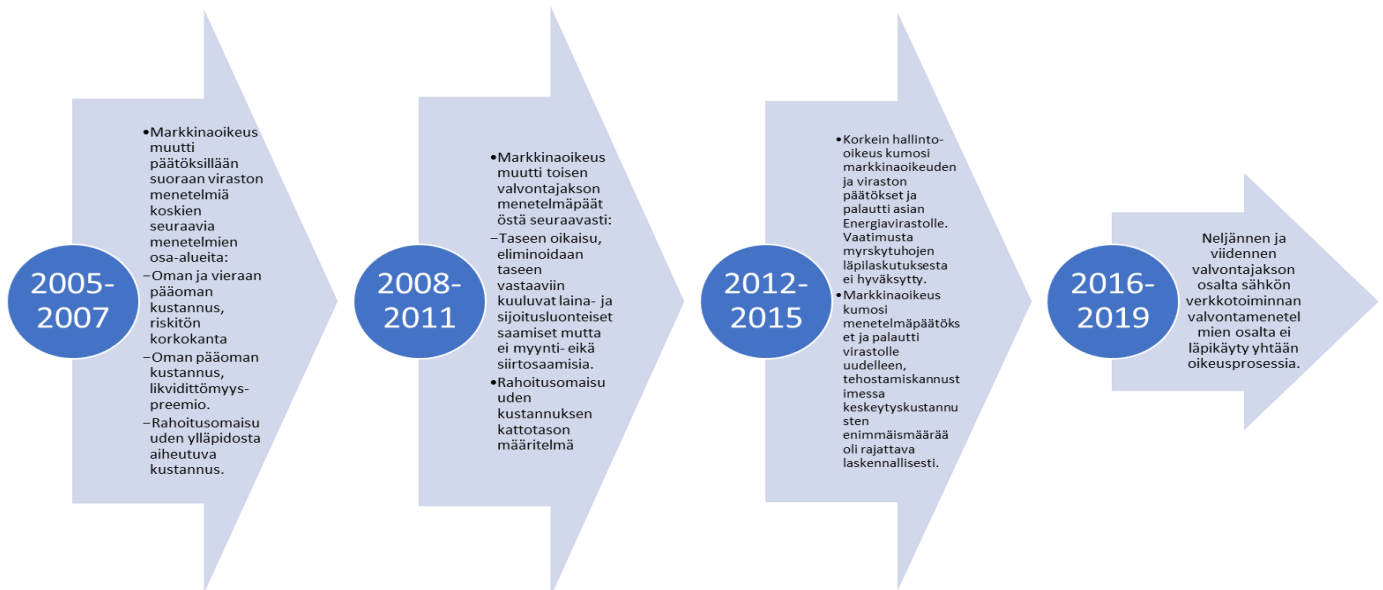 2005-
2007
•Markkinaoikeus
muutti
päätöksillään
suoraan viraston
menetelmiä
koskien
seuraavia
menetelmien
osa-alueita:
–Oman ja vieraan
pääoman
kustannus,
riskitön
korkokanta
–Oman pääoman
kustannus,
likvidittömyys-
preemio.
–Rahoitusomaisu
uden ylläpidosta
aiheutuva
kustannus.
2008-
2011
•Markkinaoikeus
muutti toisen
valvontajakson
menetelmäpäät
östä seuraavasti:
–Taseen oikaisu,
eliminoidaan
taseen
vastaaviin
kuuluvat laina- ja
sijoitusluonteiset
saamiset mutta
ei myynti- eikä
siirtosaamisia.
•Rahoitusomaisu
uden
kustannuksen
kattotason
määritelmä
2012-
2015
•Korkein hallinto-
oikeus kumosi
markkinaoikeuden
ja viraston
päätökset ja
palautti asian
Energiavirastolle.
Vaatimusta
myrskytuhojen
läpilaskutuksesta
ei hyväksytty.
•Markkinaoikeus
kumosi
menetelmäpäätöks
et ja palautti
virastolle
uudelleen,
tehostamiskannust
imessa
keskeytyskustannu
sten
enimmäismäärää
oli rajattava
laskennallisesti.
2016-
2019
Neljännen ja
viidennen
valvontajakson
osalta sähkön
verkkotoiminnan
valvontamenetel
mien osalta ei
läpikäyty yhtään
oikeusprosessia.